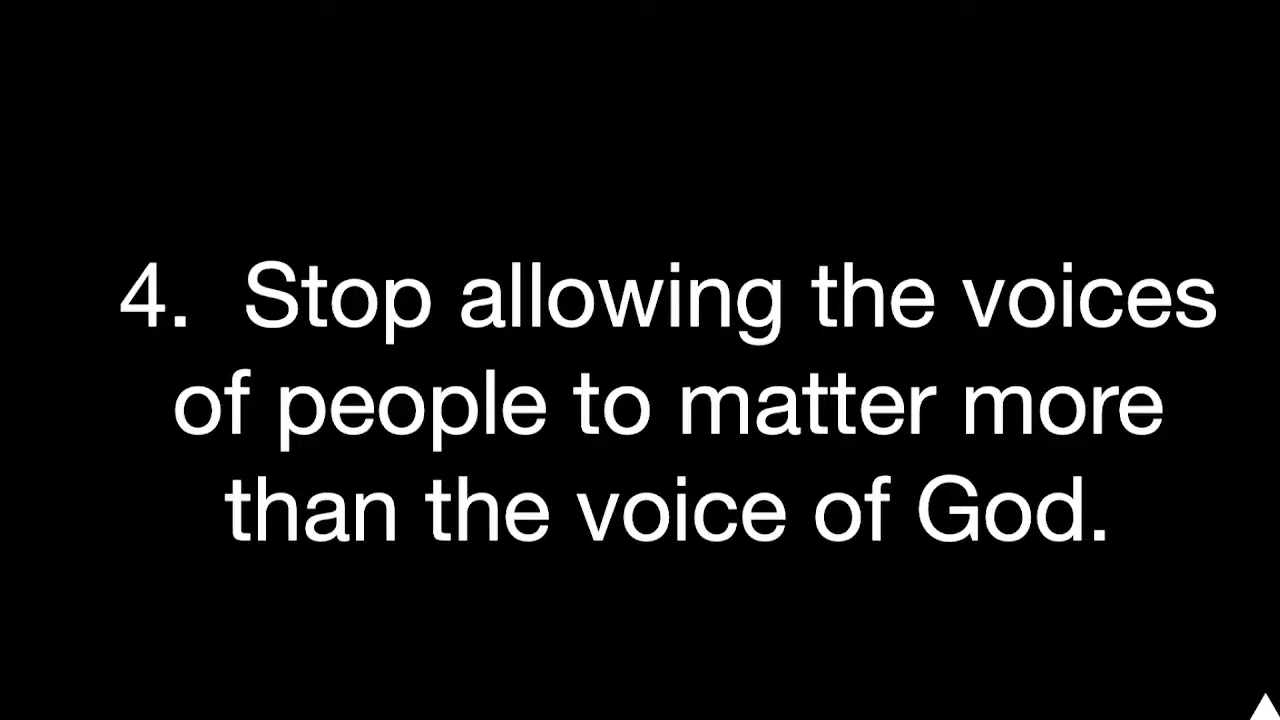 4.  Stop allowing the voices
of people to matter more
than the voice of God.